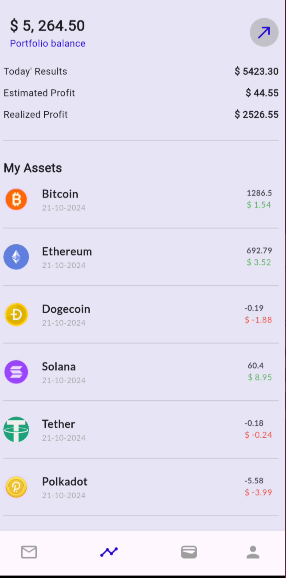 $ 5, 264.50
Portfolio balance
Today' Results $ 5423.30
Estimated Profit $ 44.55
Realized Profit $ 2526.55
My Assets
Bitcoin 1286.5
21-10-2024 $ 1.54
Ethereum 692.79
21-10-2024 $ 3.52
Dogecoin -0.19
21-10-2024 $ -1.88
Solana 60.4
21-10-2024 $ 8.95
Tether -0.18
21-10-2024 $ -0.24
Polkadot -5.58
21-10-2024 $ -3.99